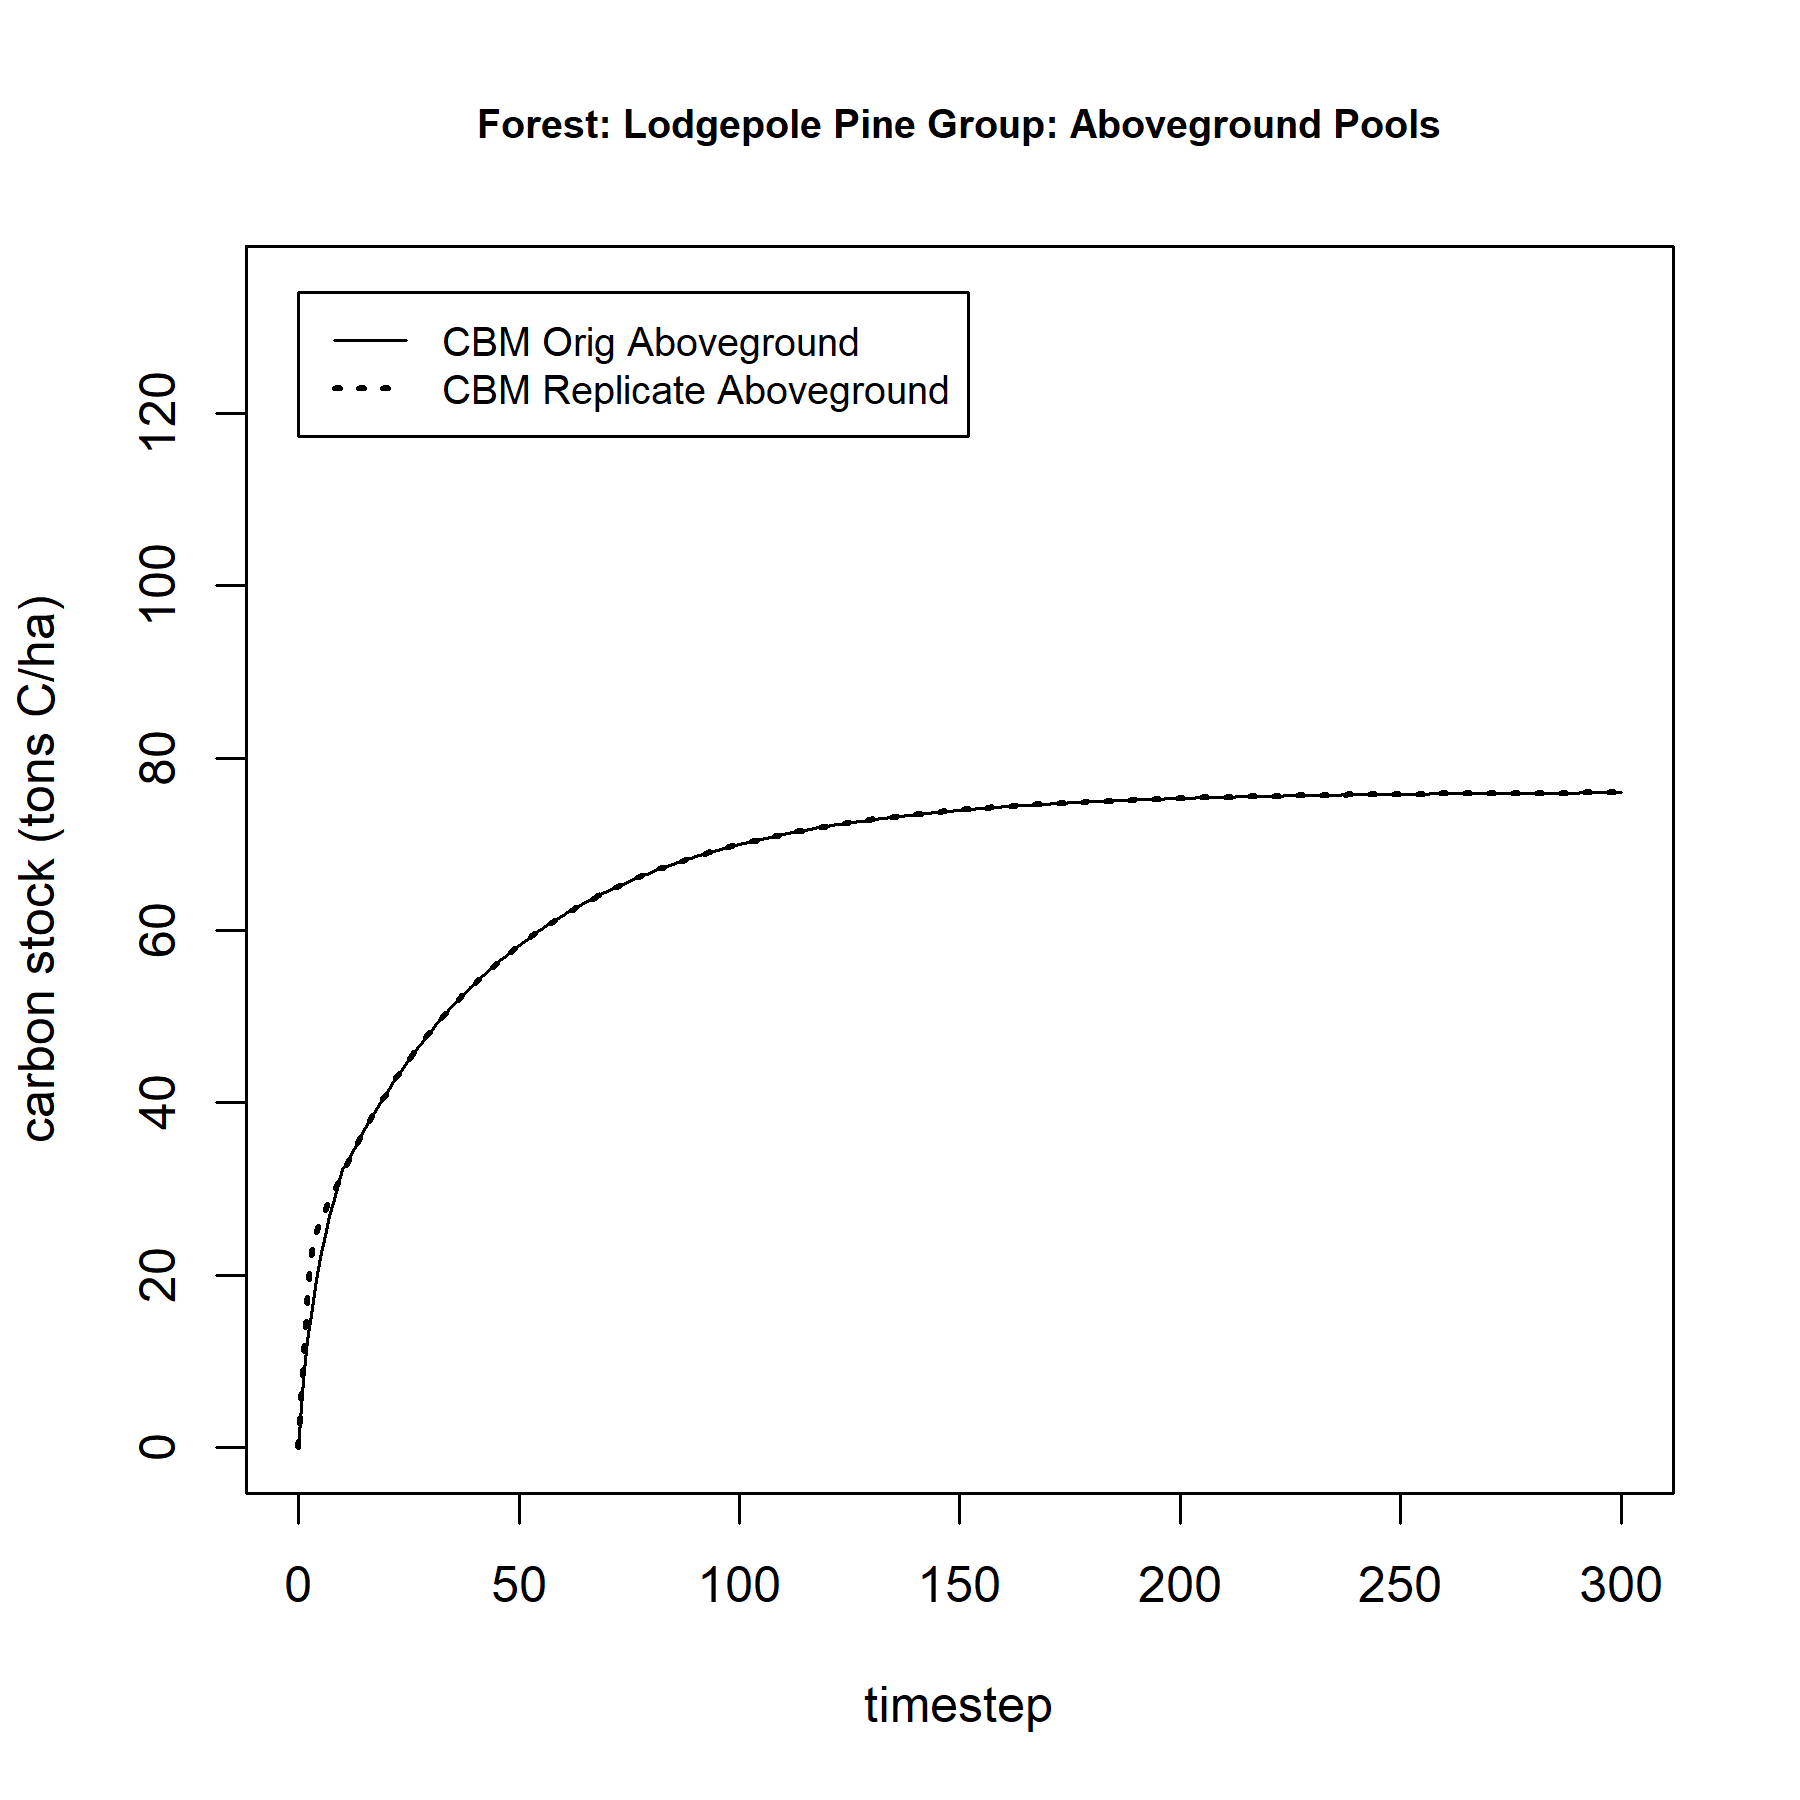 Forest: Lodgepole Pine Group: Aboveground Pools
CBM Orig Aboveground
CBM Replicate Aboveground
carbon stock (tons C/ha)
120
100
80
60
40
20
0
0 50 100 150 200 250 300
timestep